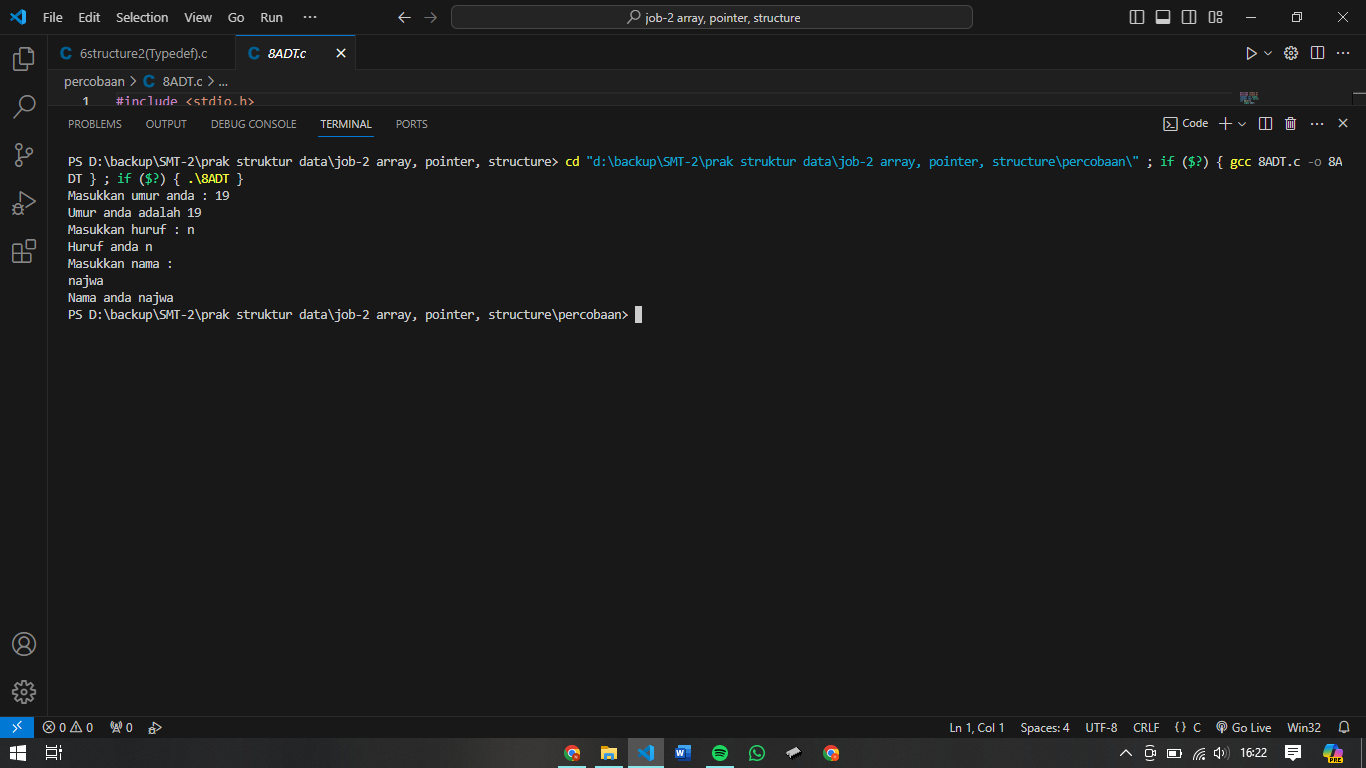 File Edit Selection View Go Run ···
job-2 array, pointer, structure
C 6structure2(Typedef).c
C 8ADT.c
percobaan > C 8ADT.c > ...
1 #include <stdio.h>
PROBLEMS OUTPUT DEBUG CONSOLE TERMINAL PORTS
Code
PS D:\backup\SMT-2\prak struktur data\job-2 array, pointer, structure> cd "d:\backup\SMT-2\prak struktur data\job-2 array, pointer, structure\percobaan\" ; if ($?) { gcc 8ADT.c -o 8A
DT } ; if ($?) { .\8ADT }
Masukkan umur anda : 19
Umur anda adalah 19
Masukkan huruf : n
Huruf anda n
Masukkan nama :
najwa
Nama anda najwa
PS D:\backup\SMT-2\prak struktur data\job-2 array, pointer, structure\percobaan>
0 0 0
Ln 1, Col 1 Spaces: 4 UTF-8 CRLF {} C Go Live Win32
16:22
PRE